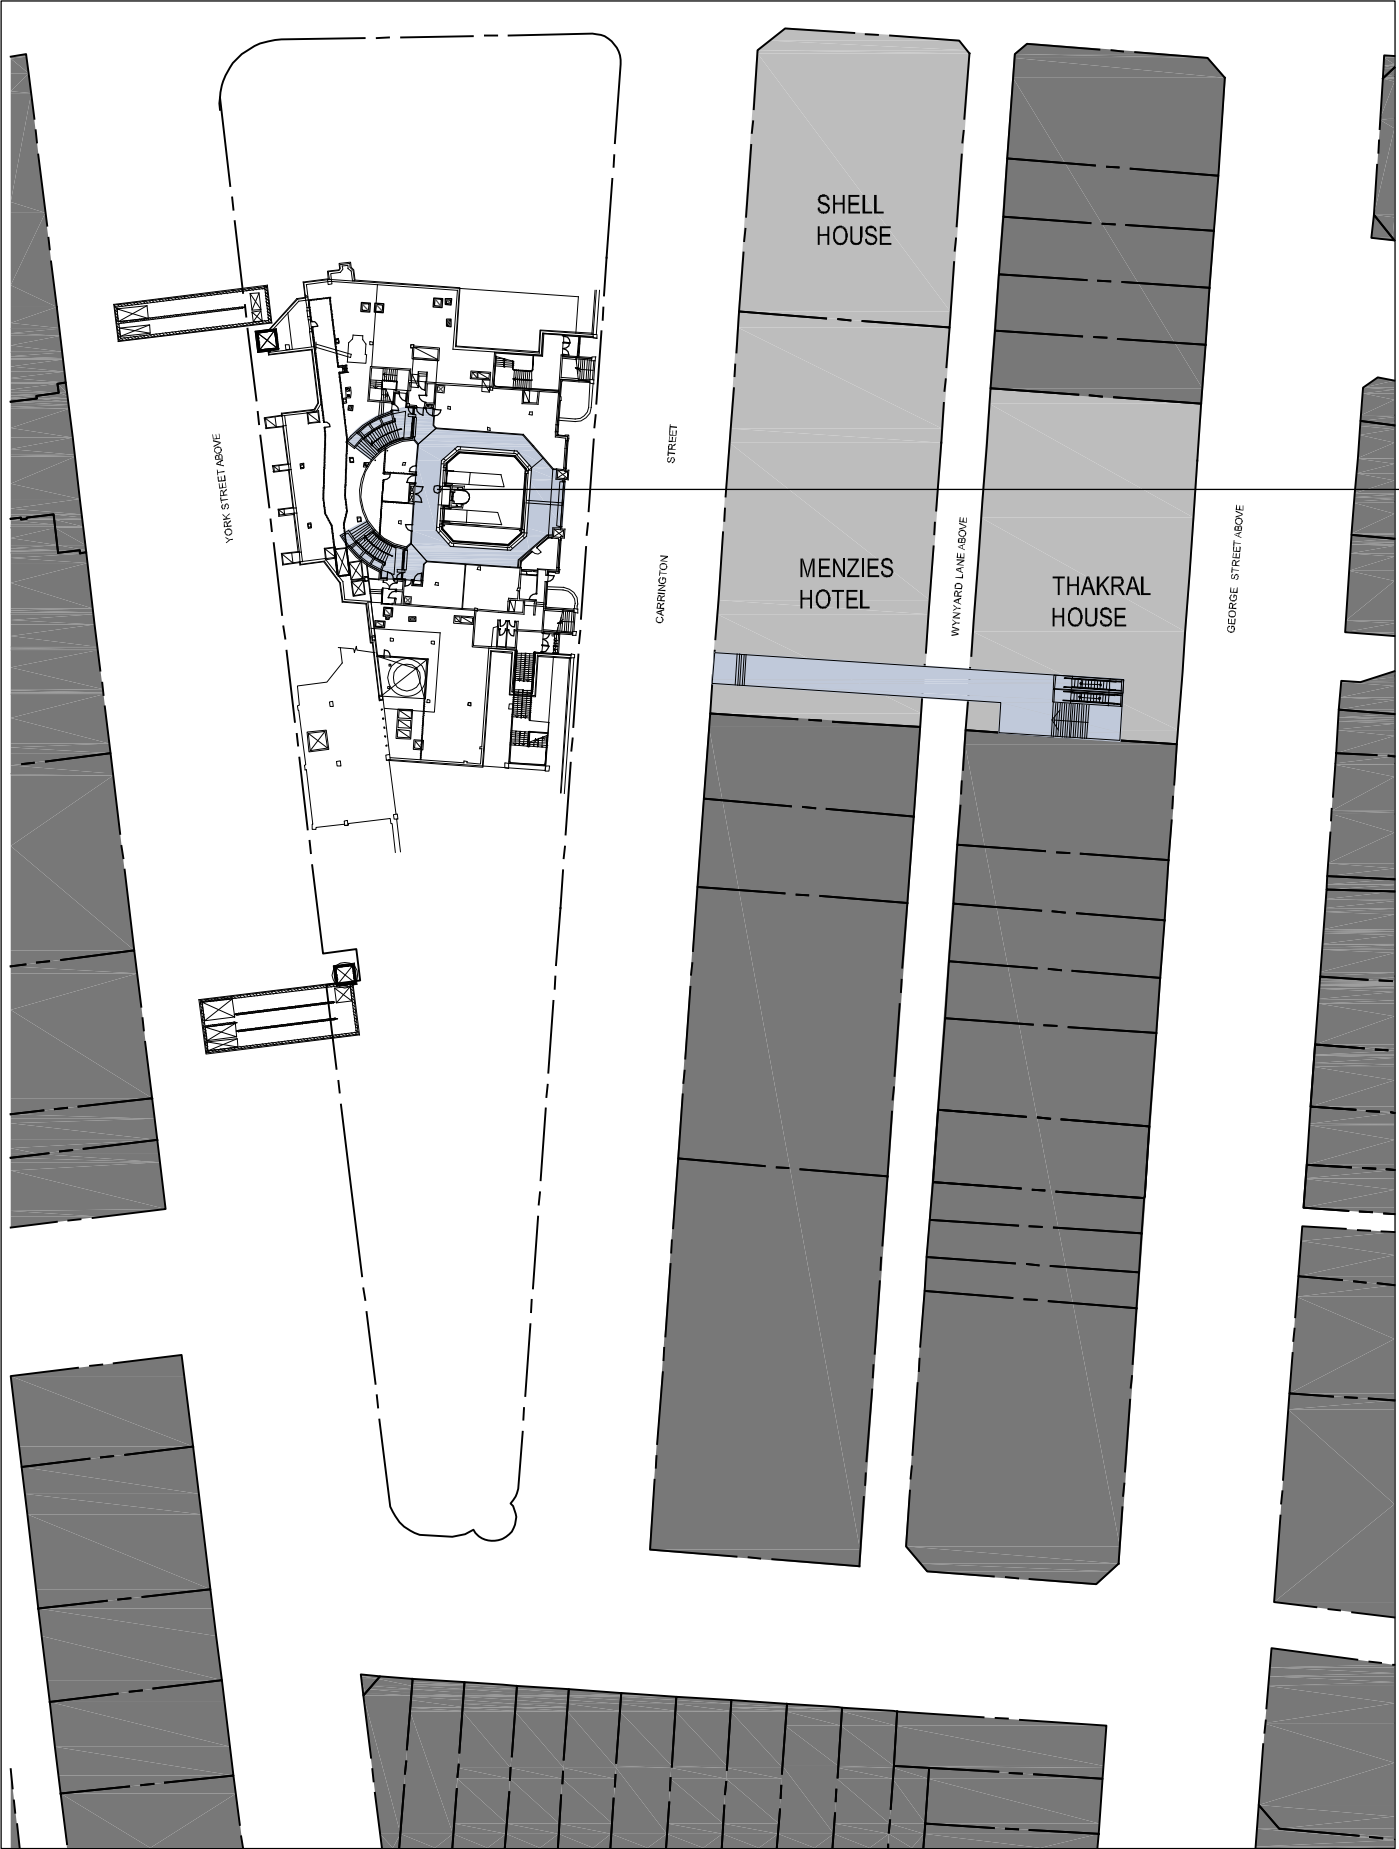 SHELL
HOUSE
YORK STREET ABOVE
CARRINGTON STREET
MENZIES
HOTEL
WYNYARD LANE ABOVE
THAKRAL
HOUSE
GEORGE STREET ABOVE